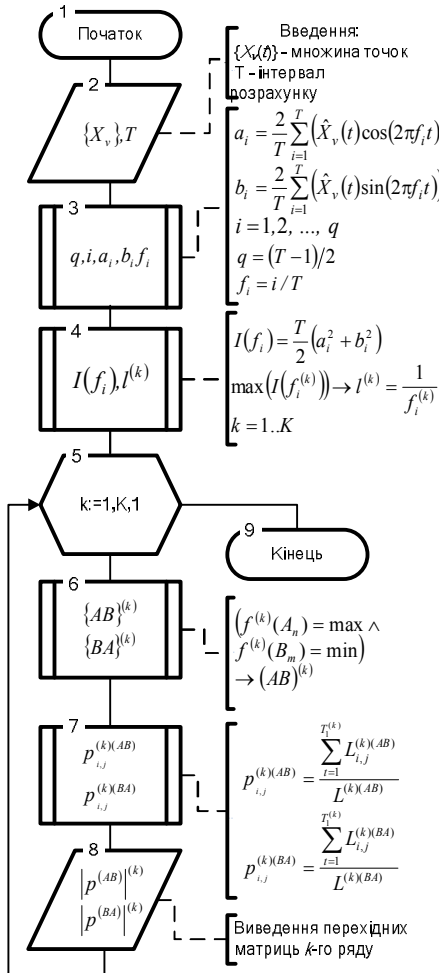 1
Початок
Введення:
{Xᵥ(t)} - множина точок
T - інтервал
розрахунку
2
{Xᵥ},T
aᵢ = 2/T ∑_{i=1}^{T} (X̂ᵥ(t)cos(2πfᵢt)
bᵢ = 2/T ∑_{i=1}^{T} (X̂ᵥ(t)sin(2πfᵢt))
i = 1,2, ..., q
q = (T − 1)/2
fᵢ = i / T
3
q, i, aᵢ, bᵢ fᵢ
4
I(fᵢ), l^{(k)}
I(fᵢ) = T/2 (aᵢ² + bᵢ²)
max(I(fᵢ^{(k)})) → l^{(k)} = 1/fᵢ^{(k)}
k = 1..K
5
k:=1,K,1
9
Кінець
6
{AB}^{(k)}
{BA}^{(k)}
(f^{(k)}(Aₙ) = max ∧
f^{(k)}(Bₘ) = min)
→ (AB)^{(k)}
7
p_{i,j}^{(k)(AB)}
p_{i,j}^{(k)(BA)}
p_{i,j}^{(k)(AB)} = ∑_{t=1}^{T₁^{(k)}} L_{i,j}^{(k)(AB)} / L^{(k)(AB)}
p_{i,j}^{(k)(BA)} = ∑_{t=1}^{T₁^{(k)}} L_{i,j}^{(k)(BA)} / L^{(k)(BA)}
8
|p^{(AB)}|^{(k)}
|p^{(BA)}|^{(k)}
Виведення перехідних
матриць k-го ряду